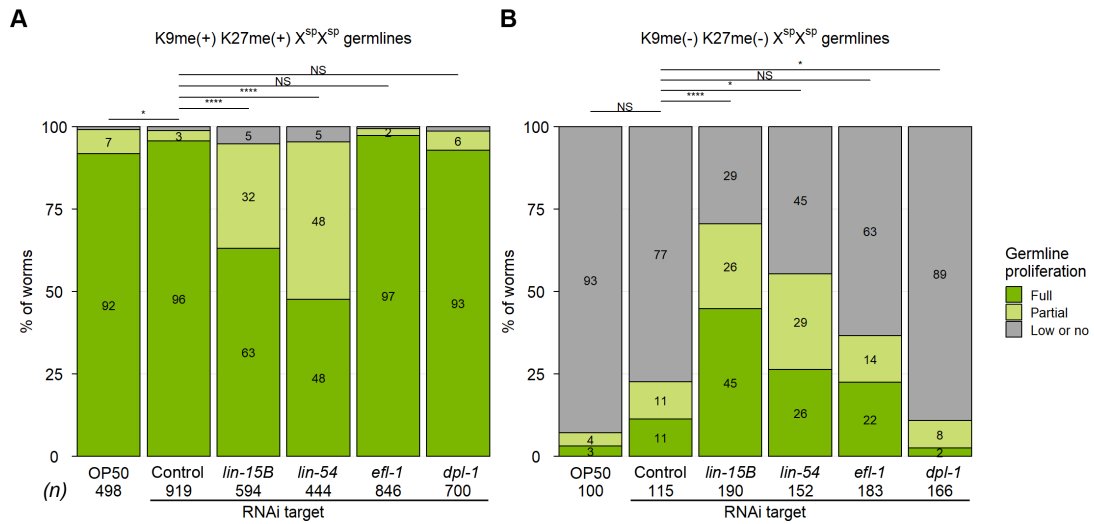 A
K9me(+) K27me(+) XspXsp germlines
NS
NS
****
****
*
% of worms
100
75
50
25
0
7
92
3
96
5
32
63
5
48
48
2
97
6
93
OP50 Control lin-15B lin-54 efl-1 dpl-1
(n) 498 919 594 444 846 700
RNAi target
B
K9me(-) K27me(-) XspXsp germlines
*
NS
*
****
NS
% of worms
100
75
50
25
0
93
4
3
77
11
11
29
26
45
45
29
26
63
14
22
89
8
2
OP50 Control lin-15B lin-54 efl-1 dpl-1
100 115 190 152 183 166
RNAi target
Germline
proliferation
Full
Partial
Low or no